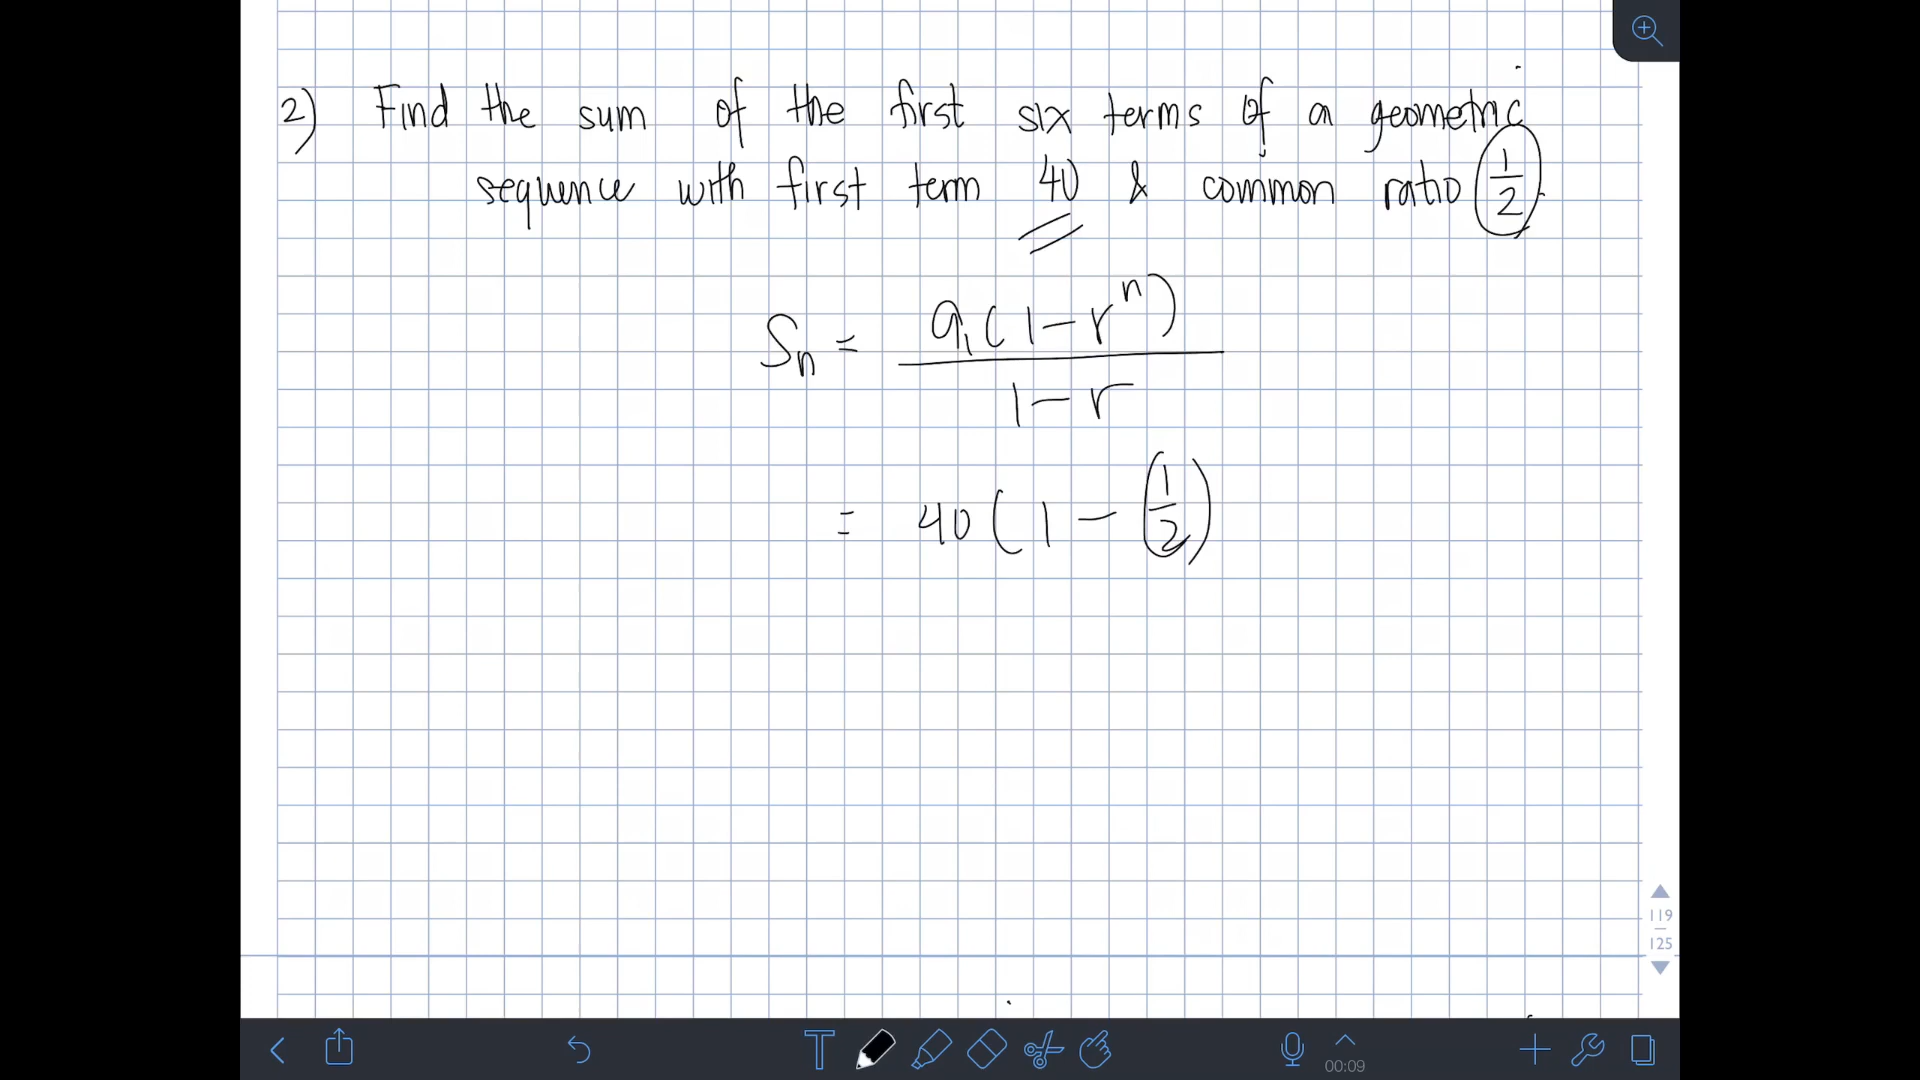 2) Find the sum of the first six terms of a geometric
sequence with first term 40 & common ratio 1/2.
Sn = a1(1-r^n) / 1-r
= 40(1-(1/2)
119
125
T
00:09